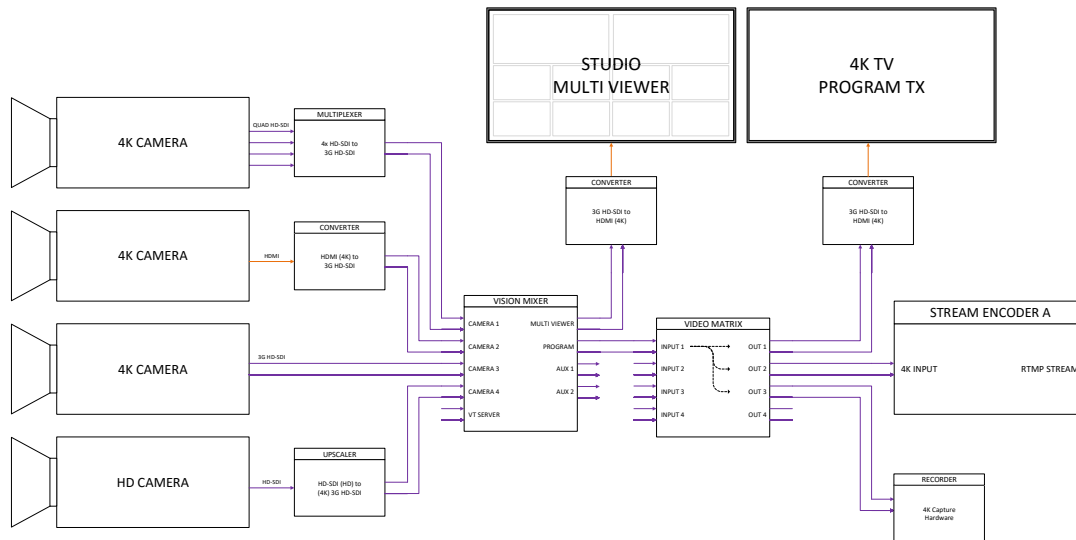 STUDIO
MULTI VIEWER
4K TV
PROGRAM TX
4K CAMERA
QUAD HD-SDI
MULTIPLEXER
4x HD-SDI to
3G HD-SDI
CONVERTER
3G HD-SDI to
HDMI (4K)
CONVERTER
3G HD-SDI to
HDMI (4K)
4K CAMERA
HDMI
CONVERTER
HDMI (4K) to
3G HD-SDI
4K CAMERA
3G HD-SDI
VISION MIXER
CAMERA 1
MULTI VIEWER
CAMERA 2
PROGRAM
CAMERA 3
AUX 1
CAMERA 4
AUX 2
VT SERVER
VIDEO MATRIX
INPUT 1
OUT 1
INPUT 2
OUT 2
INPUT 3
OUT 3
INPUT 4
OUT 4
STREAM ENCODER A
4K INPUT
RTMP STREAM
HD CAMERA
HD-SDI
UPSCALER
HD-SDI (HD) to
(4K) 3G HD-SDI
RECORDER
4K Capture
Hardware